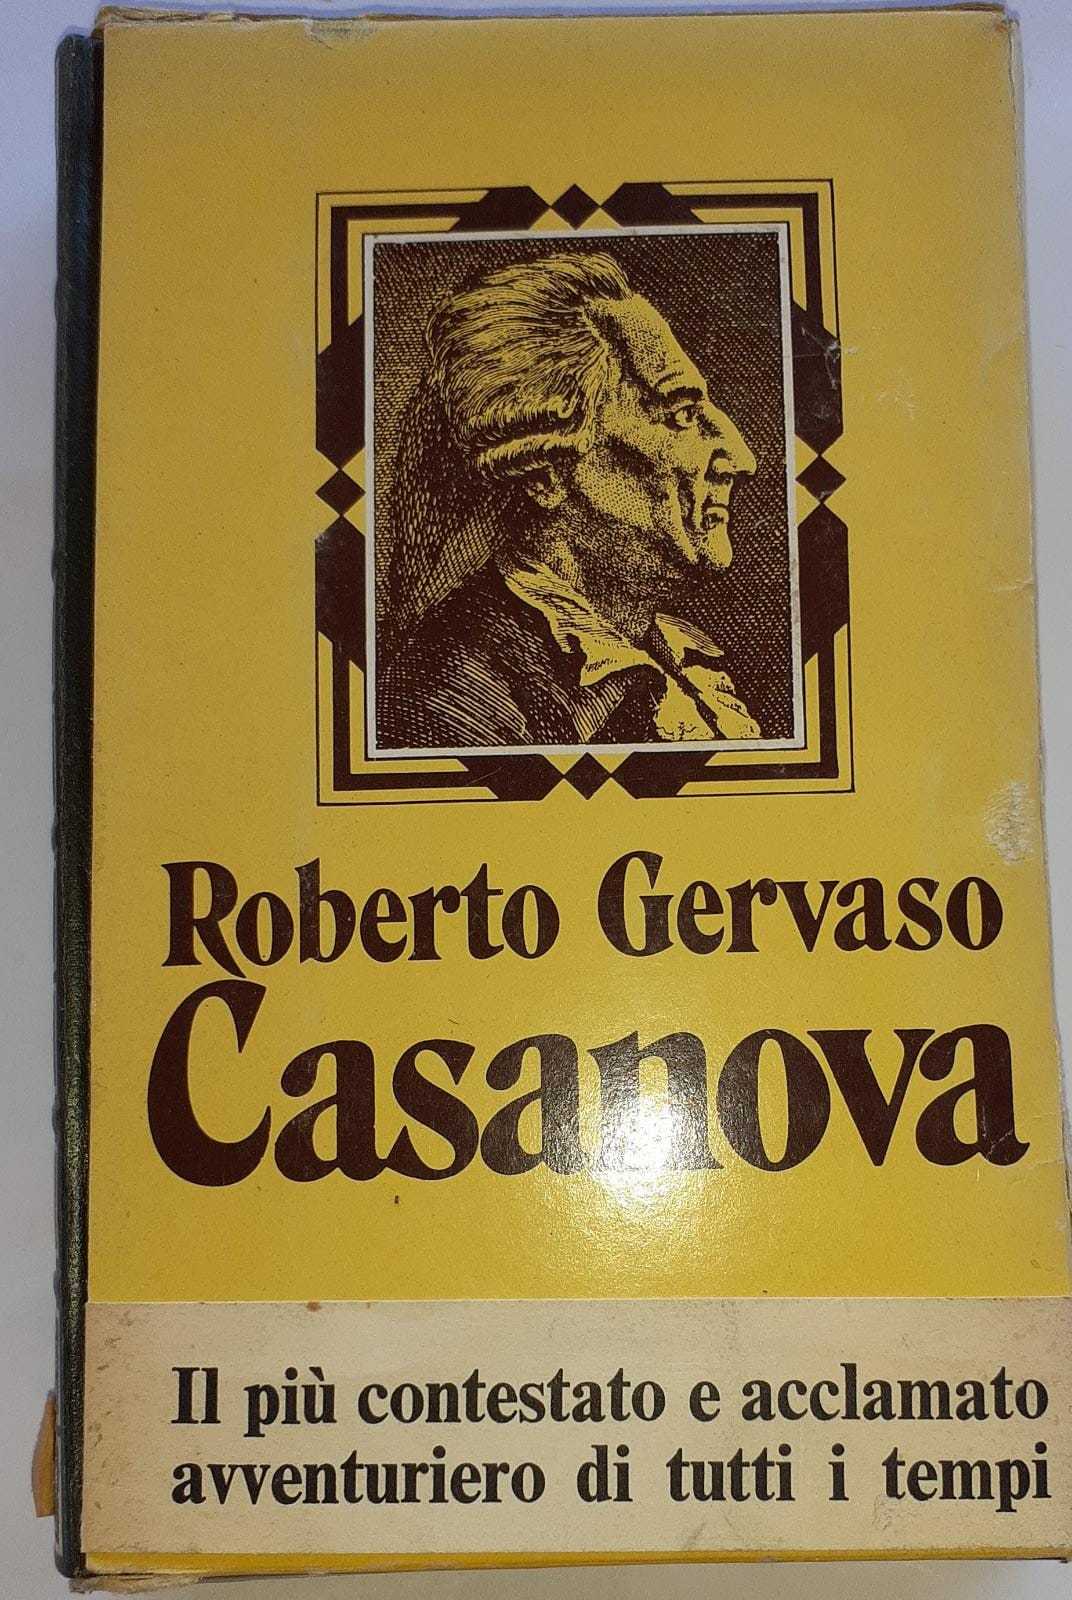 Roberto Gervaso
Casanova
Il più contestato e acclamato
avventuriero di tutti i tempi